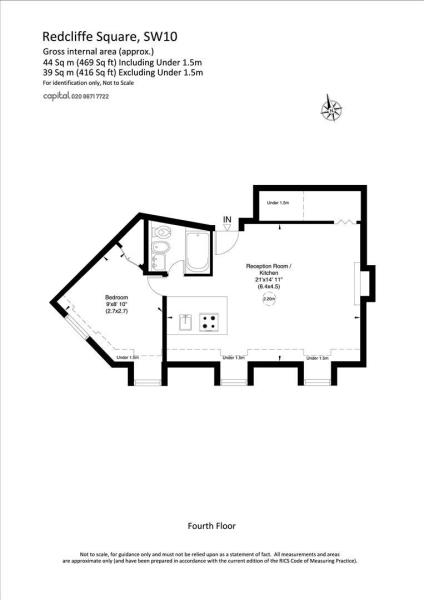 Redcliffe Square, SW10
Gross internal area (approx.)
44 Sq m (469 Sq ft) Including Under 1.5m
39 Sq m (416 Sq ft) Excluding Under 1.5m
For identification only, Not to Scale
capital. 020 8671 7722
N
Under 1.5m
IN
Reception Room /
Kitchen
21'x14' 11"
(6.4x4.5)
2.20m
Bedroom
9'x8' 10"
(2.7x2.7)
Under 1.5m
Under 1.5m
Under 1.5m
Fourth Floor
Not to scale, for guidance only and must not be relied upon as a statement of fact. All measurements and areas
are approximate only (and have been prepared in accordance with the current edition of the RICS Code of Measuring Practice).